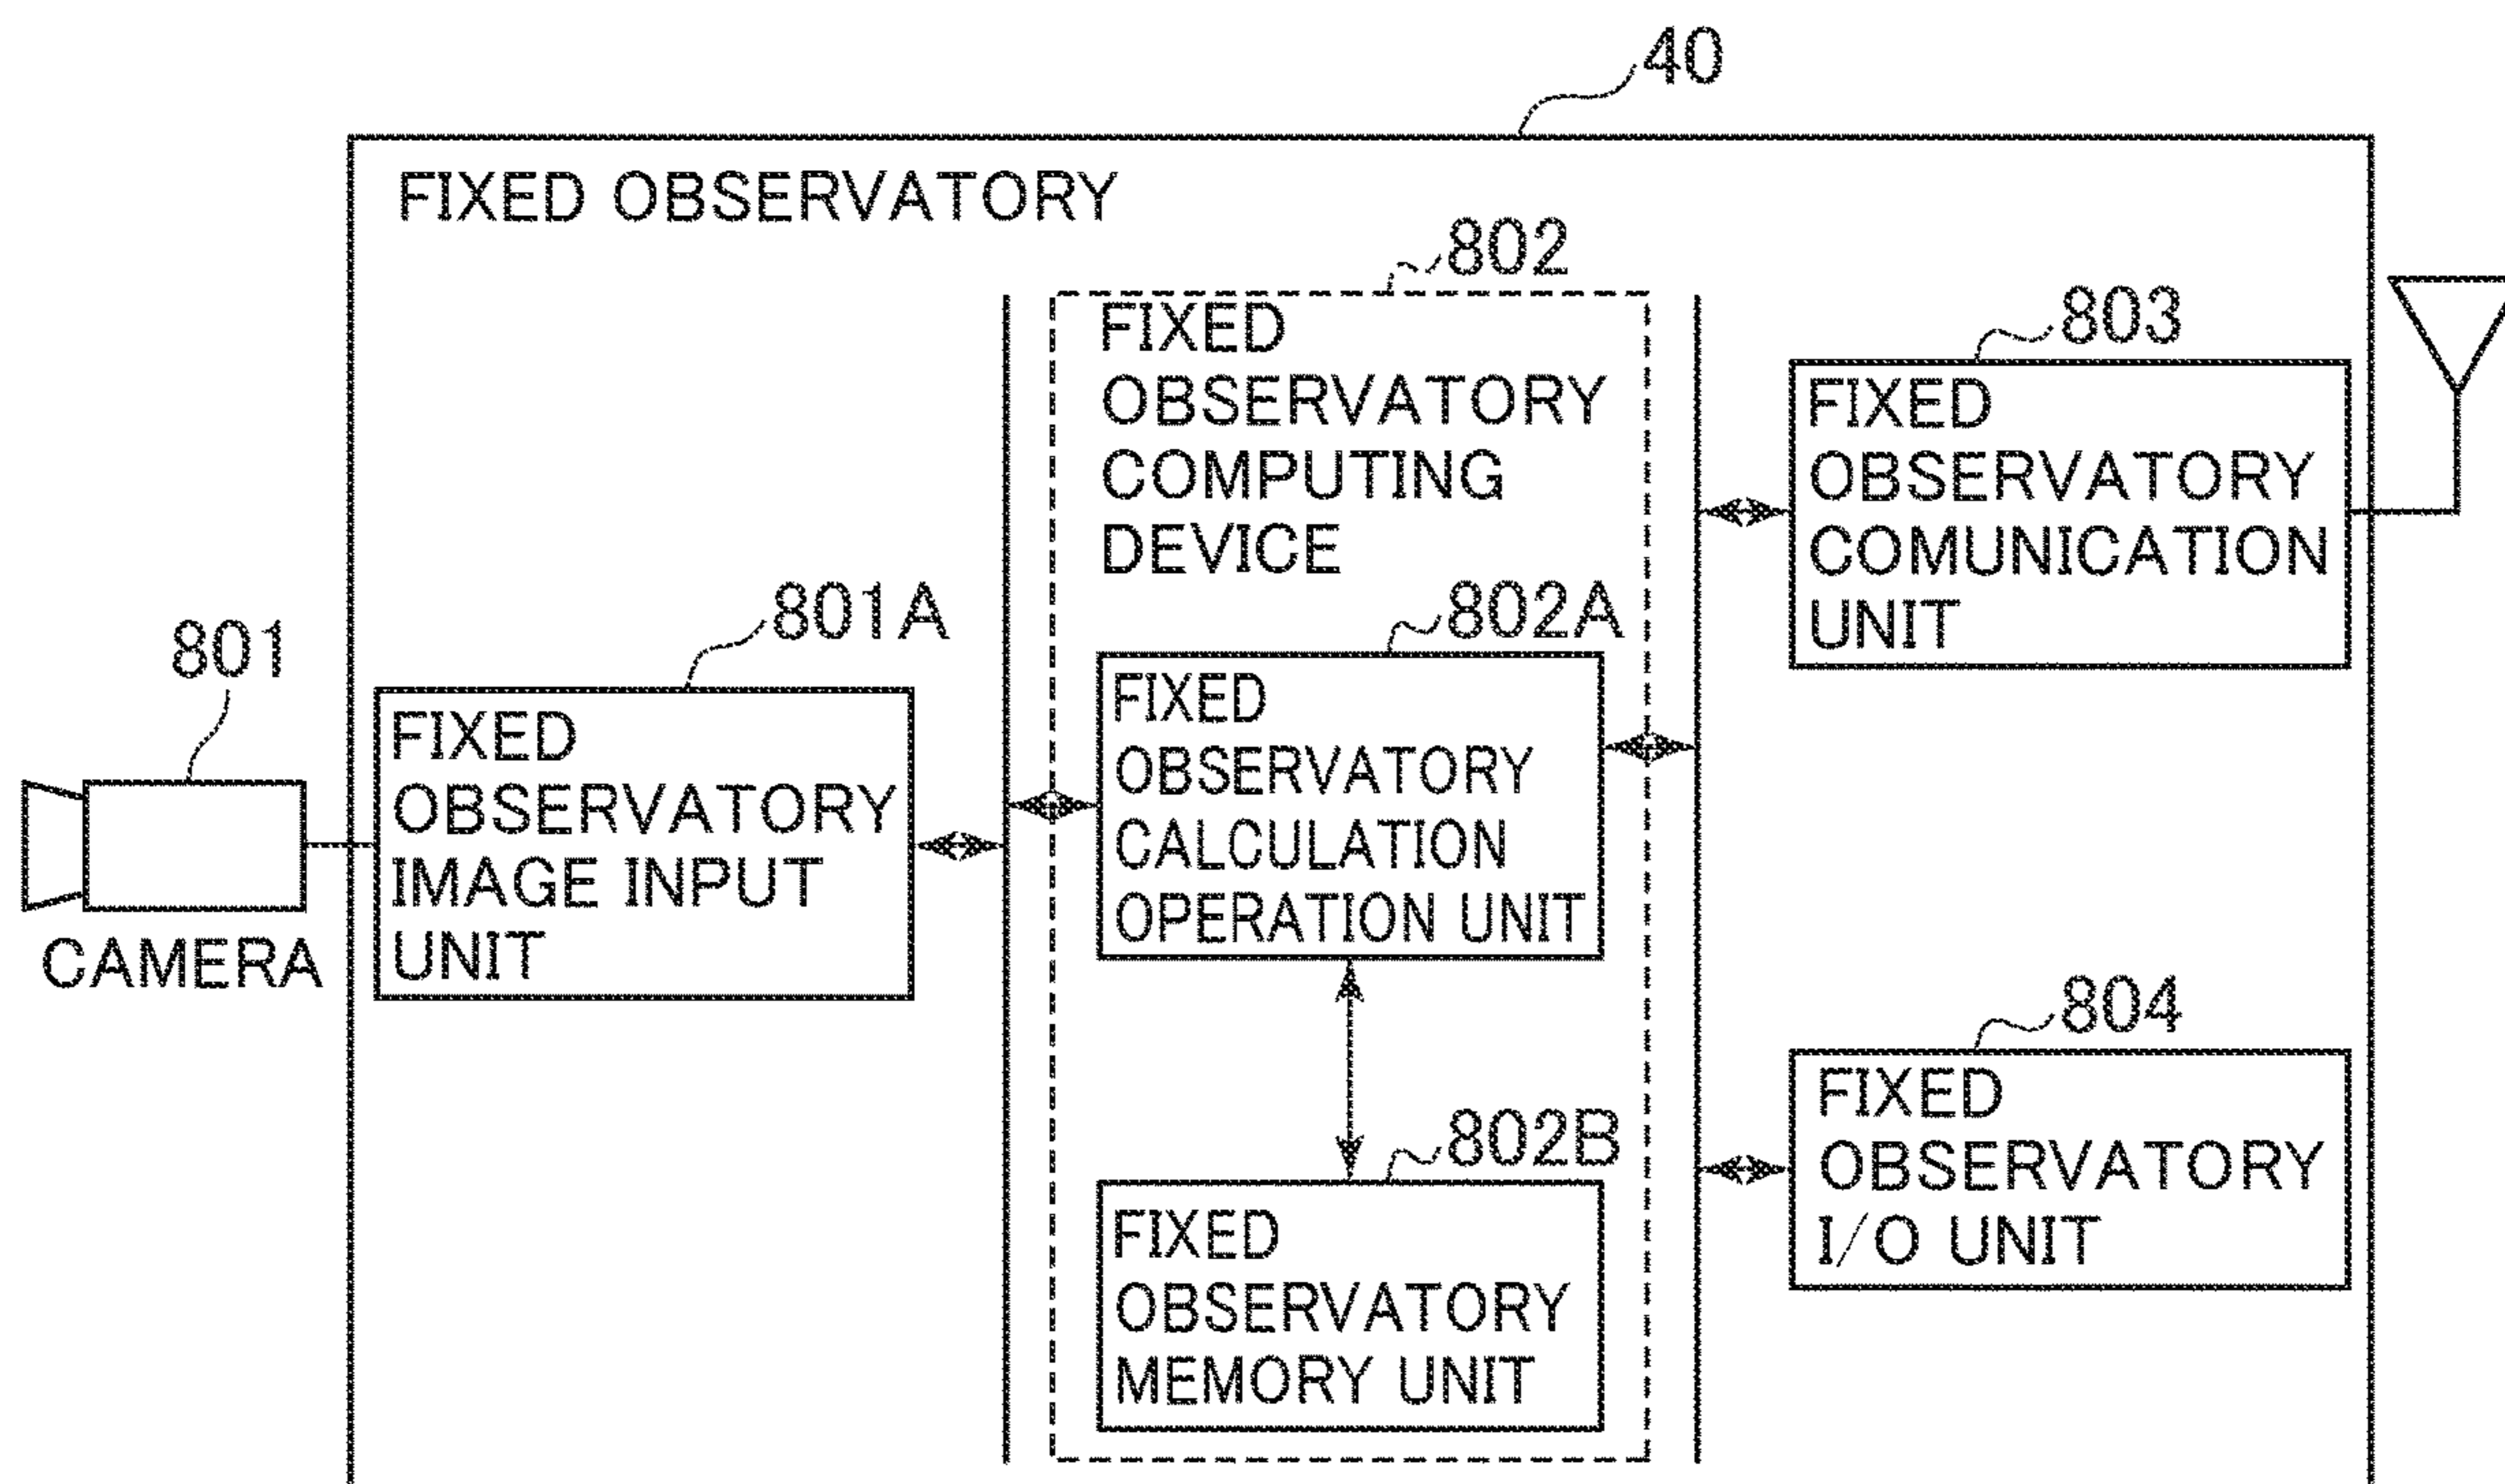 40
FIXED OBSERVATORY
802
FIXED
OBSERVATORY
COMPUTING
DEVICE
803
FIXED
OBSERVATORY
COMUNICATION
UNIT
801
CAMERA
801A
FIXED
OBSERVATORY
IMAGE INPUT
UNIT
802A
FIXED
OBSERVATORY
CALCULATION
OPERATION UNIT
802B
FIXED
OBSERVATORY
MEMORY UNIT
804
FIXED
OBSERVATORY
I/O UNIT